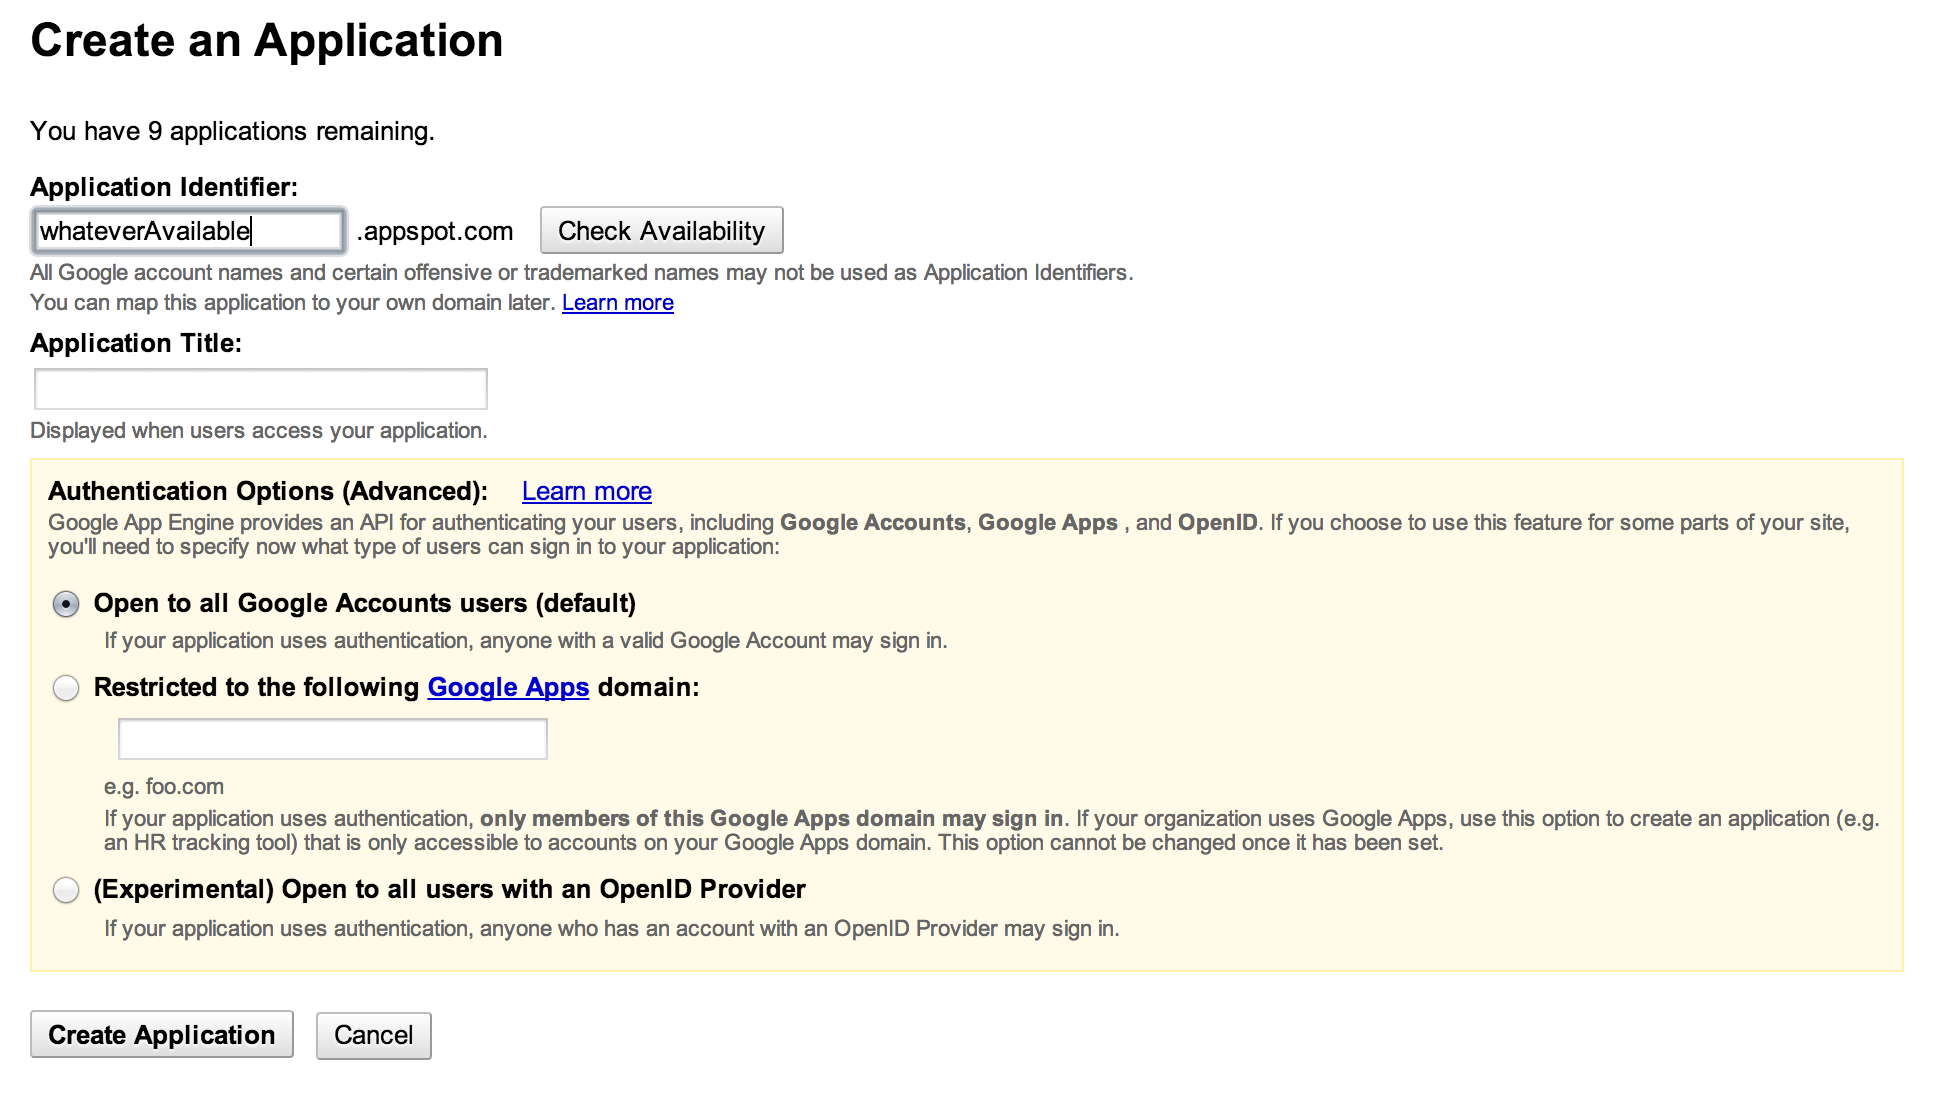 Create an Application
You have 9 applications remaining.
Application Identifier:
whateverAvailable .appspot.com Check Availability
All Google account names and certain offensive or trademarked names may not be used as Application Identifiers.
You can map this application to your own domain later. Learn more
Application Title:
Displayed when users access your application.
Authentication Options (Advanced): Learn more
Google App Engine provides an API for authenticating your users, including Google Accounts, Google Apps , and OpenID. If you choose to use this feature for some parts of your site,
you'll need to specify now what type of users can sign in to your application:
Open to all Google Accounts users (default)
If your application uses authentication, anyone with a valid Google Account may sign in.
Restricted to the following Google Apps domain:
e.g. foo.com
If your application uses authentication, only members of this Google Apps domain may sign in. If your organization uses Google Apps, use this option to create an application (e.g.
an HR tracking tool) that is only accessible to accounts on your Google Apps domain. This option cannot be changed once it has been set.
(Experimental) Open to all users with an OpenID Provider
If your application uses authentication, anyone who has an account with an OpenID Provider may sign in.
Create Application Cancel